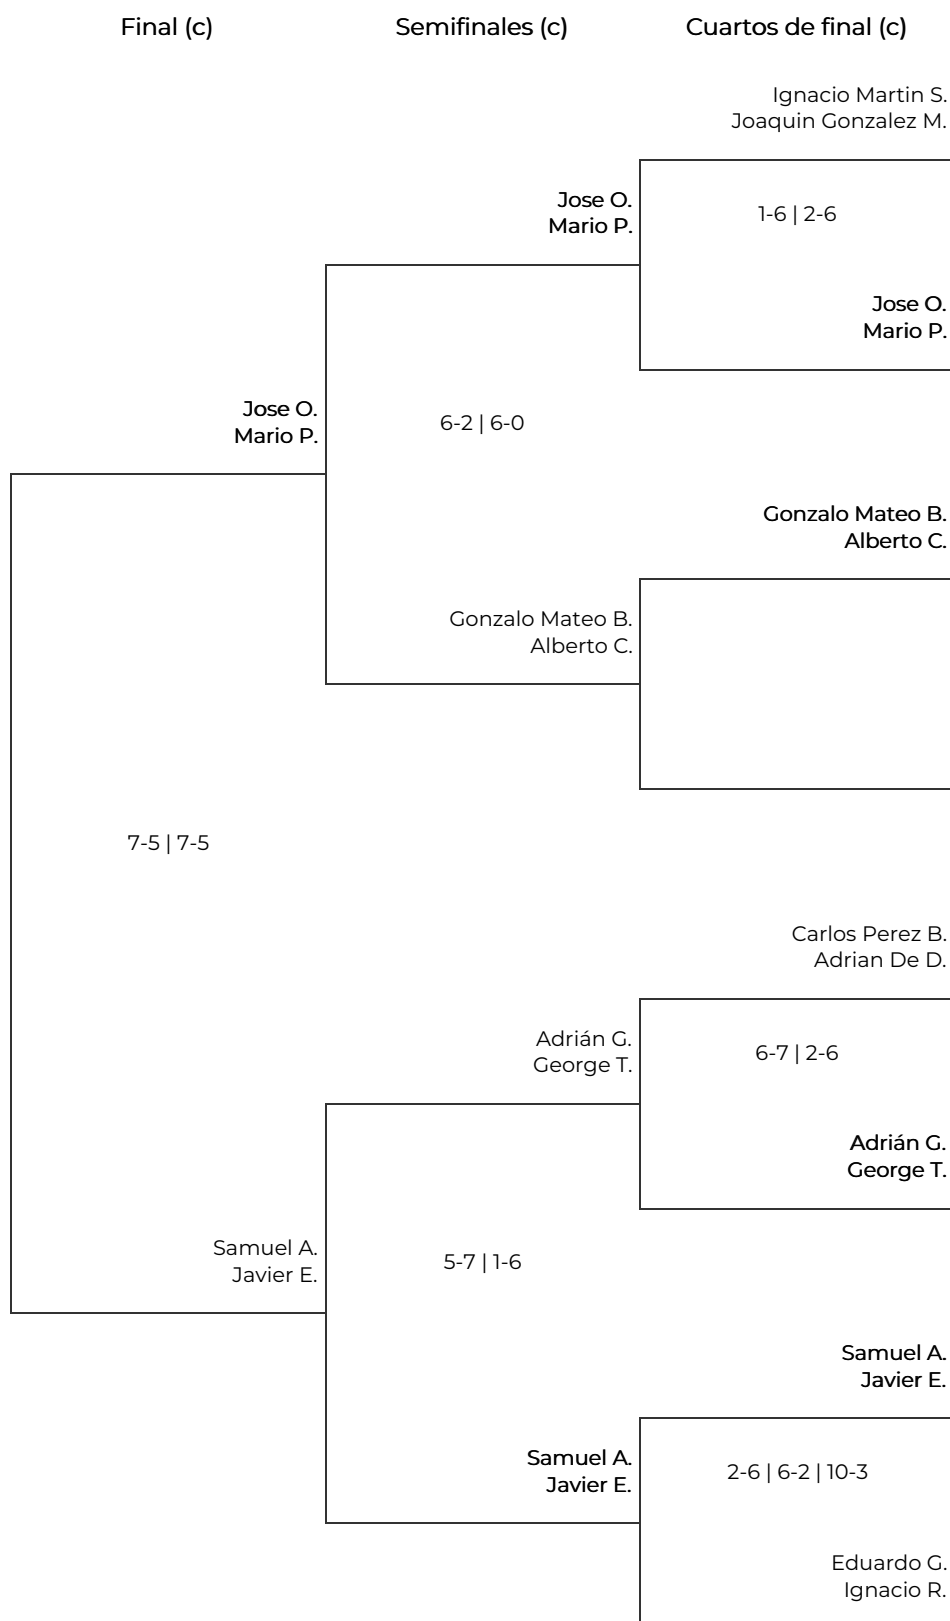 Final (c)
Semifinales (c)
Cuartos de final (c)
Ignacio Martin S.
Joaquin Gonzalez M.
Jose O.
Mario P.
1-6 | 2-6
Jose O.
Mario P.
Jose O.
Mario P.
6-2 | 6-0
Gonzalo Mateo B.
Alberto C.
Gonzalo Mateo B.
Alberto C.
7-5 | 7-5
Carlos Perez B.
Adrian De D.
Adrián G.
George T.
6-7 | 2-6
Adrián G.
George T.
Samuel A.
Javier E.
5-7 | 1-6
Samuel A.
Javier E.
Samuel A.
Javier E.
2-6 | 6-2 | 10-3
Eduardo G.
Ignacio R.